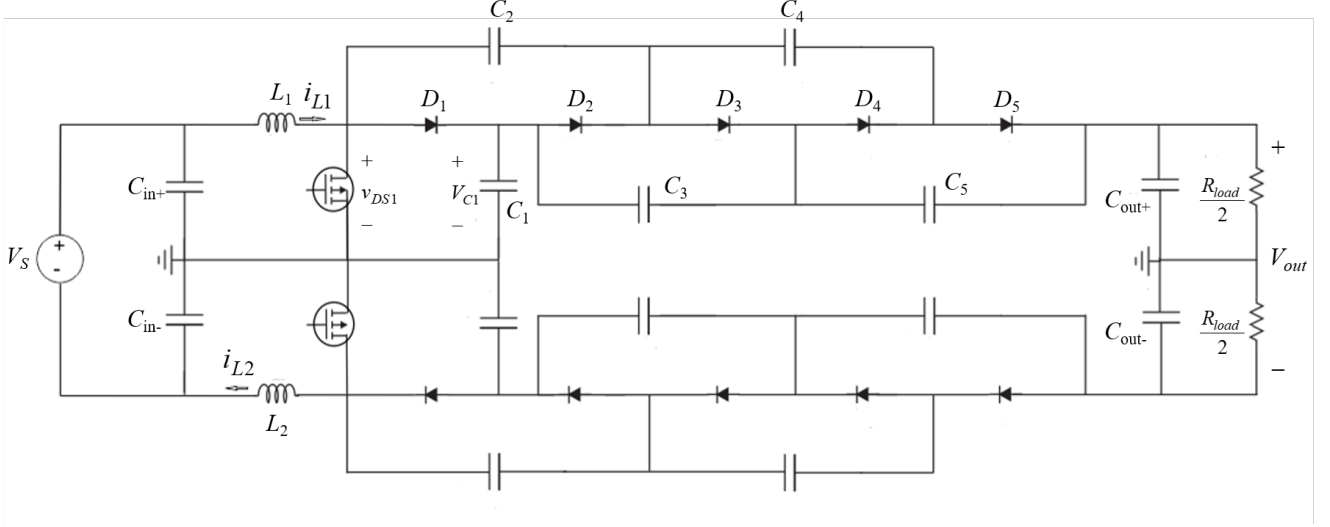 C2 C4
L1 iL1 D1 D2 D3 D4 D5
+ + +
Cin+ vDS1 VC1 C3 C5 Rload
Cout+ 2
− − C1
VS + - Vout
Cin- Cout- Rload
2
iL2 −
L2